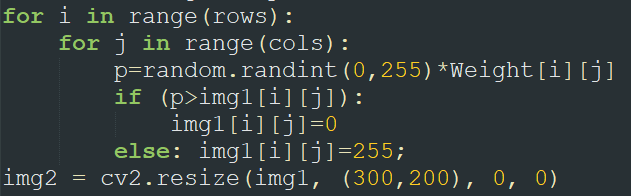 for i in range(rows):
    for j in range(cols):
        p=random.randint(0,255)*Weight[i][j]
        if (p>img1[i][j]):
            img1[i][j]=0
        else: img1[i][j]=255;
img2 = cv2.resize(img1, (300,200), 0, 0)